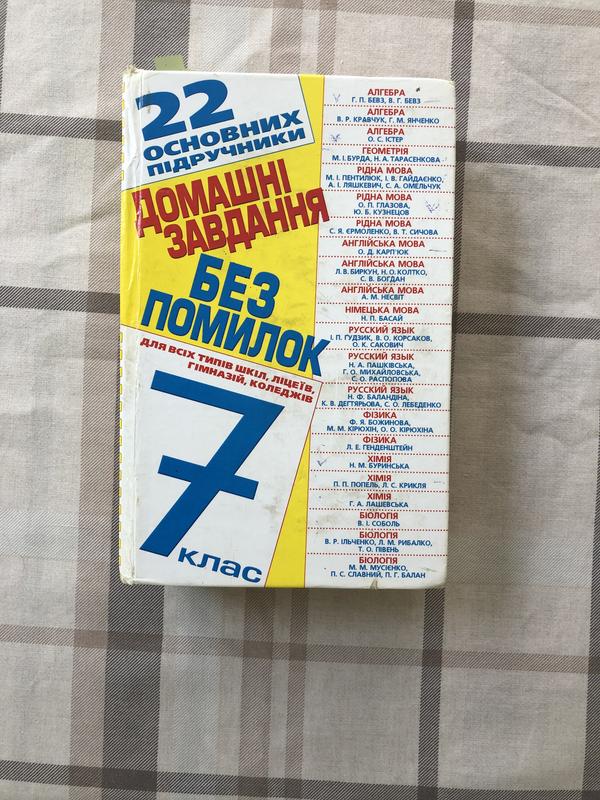 22
ОСНОВНИХ
ПІДРУЧНИКИ
ДОМАШНІ
ЗАВДАННЯ
БЕЗ
ПОМИЛОК
ДЛЯ ВСІХ ТИПІВ ШКІЛ, ЛІЦЕЇВ,
ГІМНАЗІЙ, КОЛЕДЖІВ
7
клас
АЛГЕБРА
Г. П. БЕВЗ, В. Г. БЕВЗ
АЛГЕБРА
В. Р. КРАВЧУК, Г. М. ЯНЧЕНКО
АЛГЕБРА
О. С. ІСТЕР
ГЕОМЕТРІЯ
М. І. БУРДА, Н. А. ТАРАСЕНКОВА
РІДНА МОВА
М. І. ПЕНТИЛЮК, І. В. ГАЙДАЄНКО,
А. І. ЛЯШКЕВИЧ, С. А. ОМЕЛЬЧУК
РІДНА МОВА
О. П. ГЛАЗОВА,
Ю. Б. КУЗНЕЦОВ
РІДНА МОВА
С. Я. ЄРМОЛЕНКО, В. Т. СИЧОВА
АНГЛІЙСЬКА МОВА
О. Д. КАРП'ЮК
АНГЛІЙСЬКА МОВА
Л. В. БИРКУН, Н. О. КОЛТКО,
С. В. БОГДАН
АНГЛІЙСЬКА МОВА
А. М. НЕСВІТ
НІМЕЦЬКА МОВА
Н. П. БАСАЙ
РУССКИЙ ЯЗЫК
І. П. ҐУДЗИК, В. О. КОРСАКОВ,
О. К. САКОВИЧ
РУССКИЙ ЯЗЫК
Н. А. ПАШКІВСЬКА,
Г. О. МИХАЙЛОВСЬКА,
С. О. РАСПОПОВА
РУССКИЙ ЯЗЫК
Н. Ф. БАЛАНДІНА,
К. В. ДЕГТЯРЬОВА, С. О. ЛЕБЕДЕНКО
ФІЗИКА
Ф. Я. БОЖИНОВА,
М. М. КІРЮХІН, О. О. КІРЮХІНА
ФІЗИКА
Л. Е. ГЕНДЕНШТЕЙН
ХІМІЯ
Н. М. БУРИНСЬКА
ХІМІЯ
П. П. ПОПЕЛЬ, Л. С. КРИКЛЯ
ХІМІЯ
Г. А. ЛАШЕВСЬКА
БІОЛОГІЯ
В. І. СОБОЛЬ
БІОЛОГІЯ
В. Р. ІЛЬЧЕНКО, Л. М. РИБАЛКО,
Т. О. ПІВЕНЬ
БІОЛОГІЯ
М. М. МУСІЄНКО,
П. С. СЛАВНИЙ, П. Г. БАЛАН